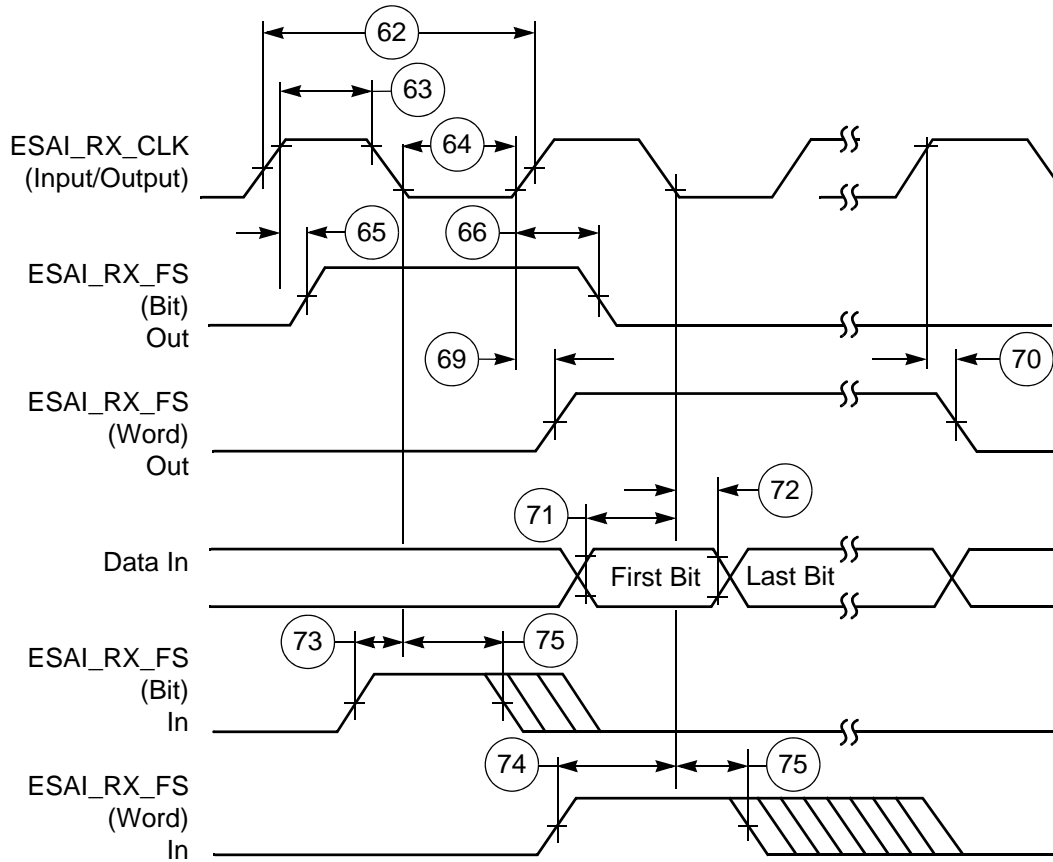 62
63
ESAI_RX_CLK
(Input/Output)
64
65
66
ESAI_RX_FS
(Bit)
Out
69
70
ESAI_RX_FS
(Word)
Out
71
72
Data In
First Bit
Last Bit
73
75
ESAI_RX_FS
(Bit)
In
74
75
ESAI_RX_FS
(Word)
In